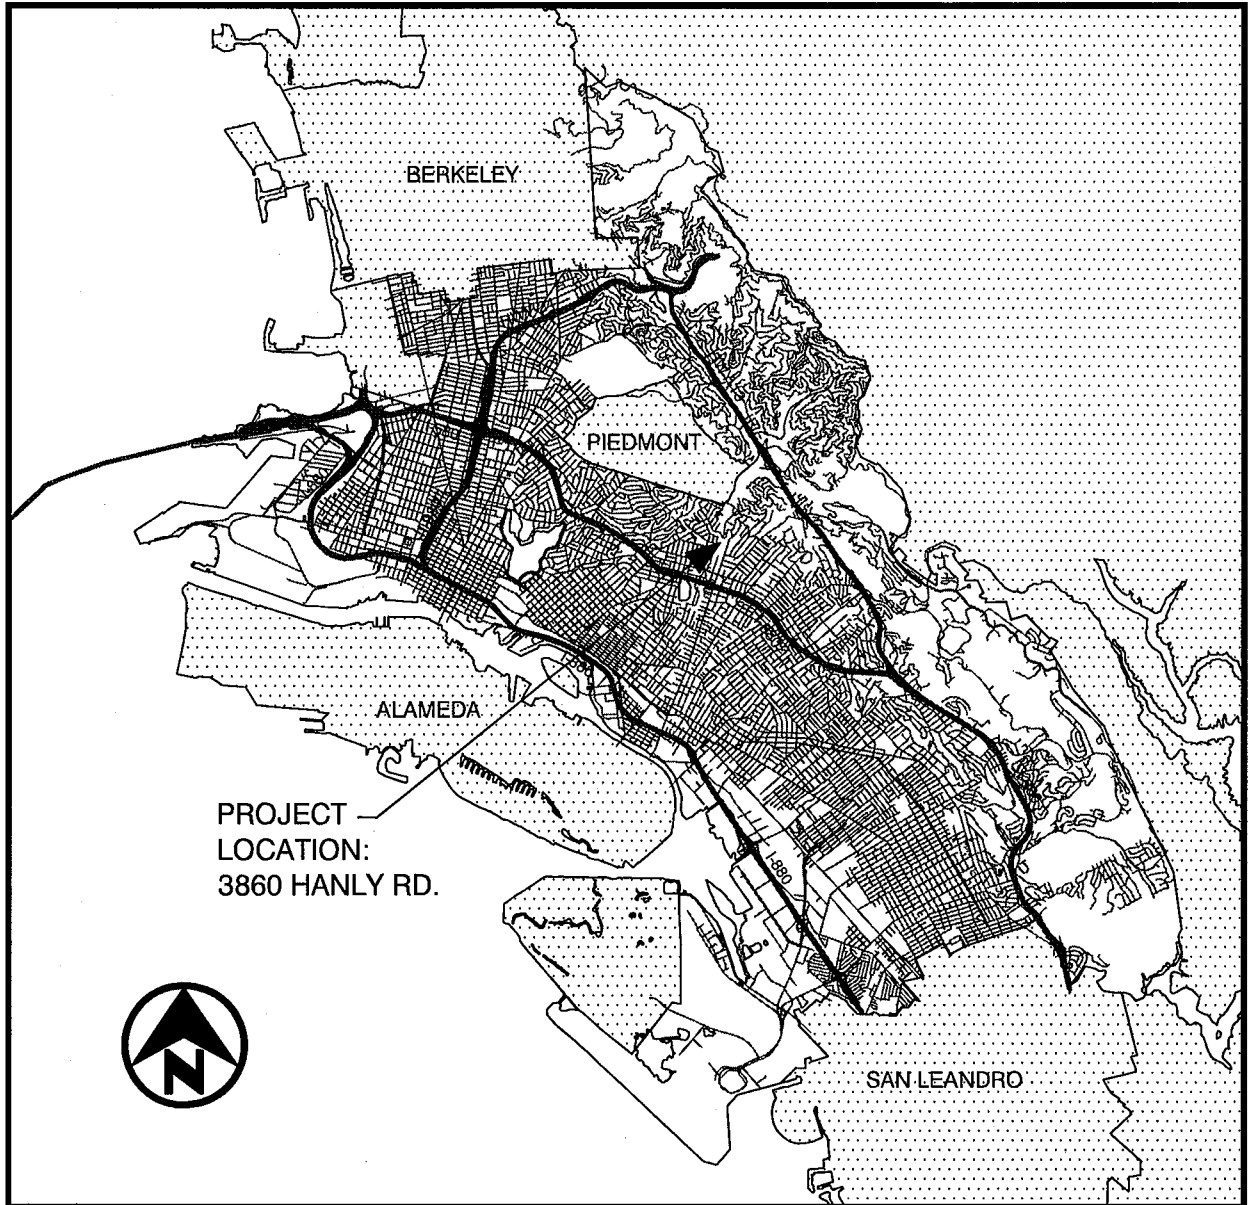 BERKELEY
PIEDMONT
ALAMEDA
PROJECT
LOCATION:
3860 HANLY RD.
I-880
N
SAN LEANDRO